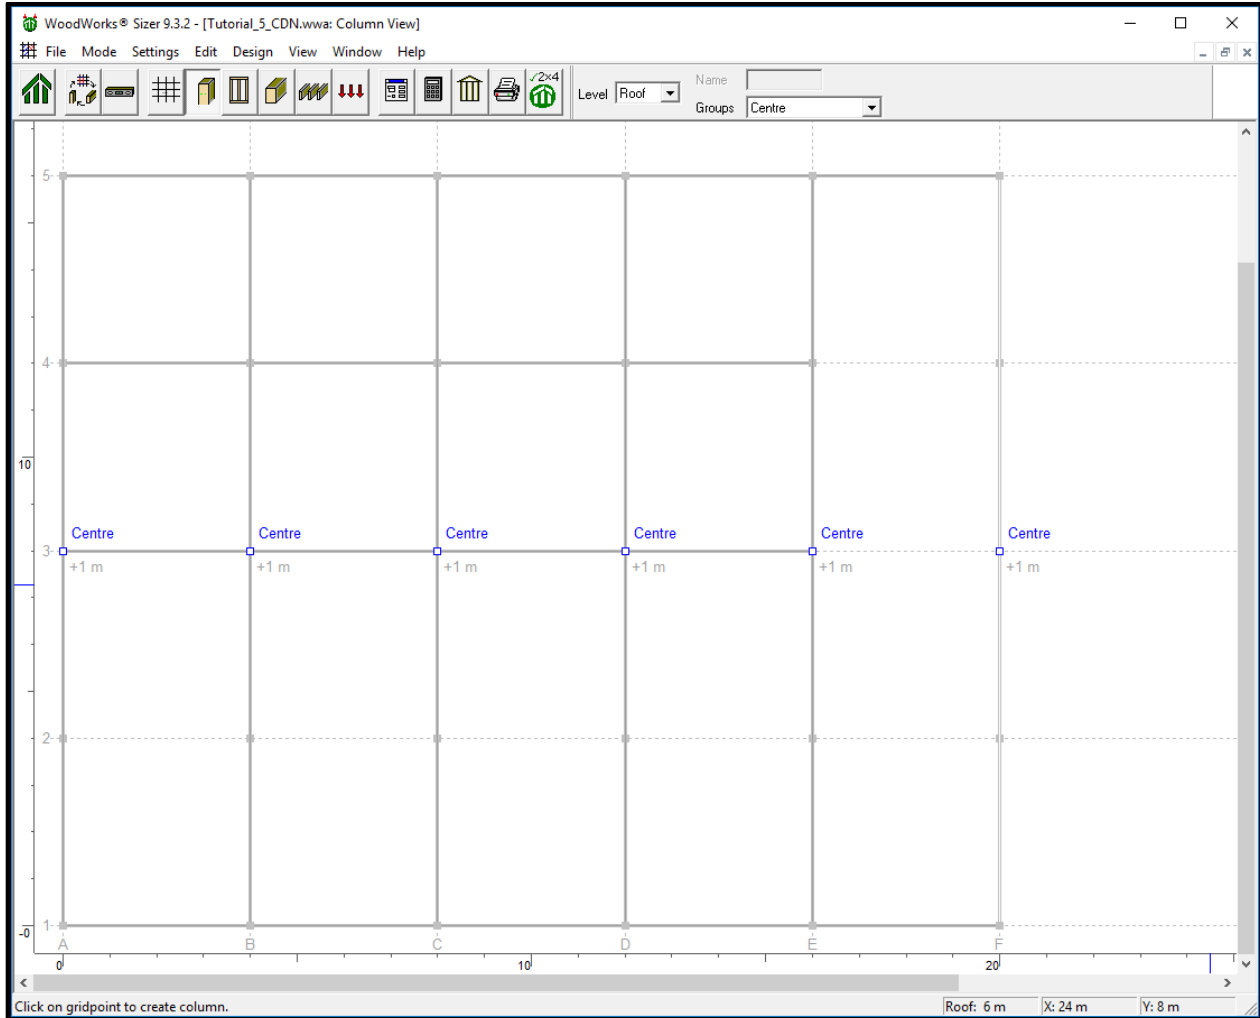 WoodWorks® Sizer 9.3.2 - [Tutorial_5_CDN.wwa: Column View]
File Mode Settings Edit Design View Window Help
2×4
Level Roof Name
Groups Centre
5
4
10
Centre Centre Centre Centre Centre Centre
3
+1 m +1 m +1 m +1 m +1 m +1 m
2
1
-0
A B C D E F
0 10 20
Click on gridpoint to create column. Roof: 6 m X: 24 m Y: 8 m